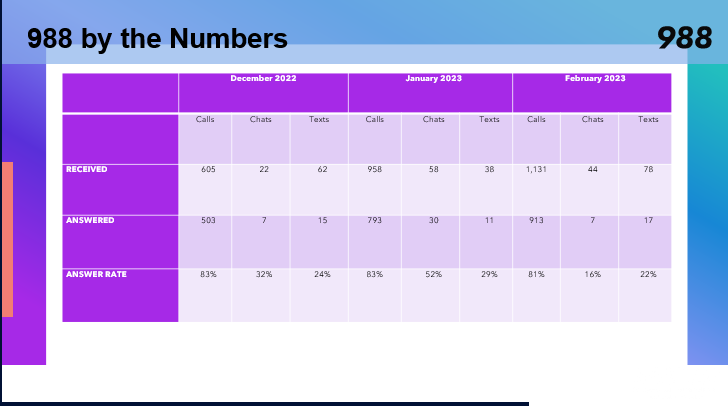 988 by the Numbers
988
December 2022 January 2023 February 2023
Calls Chats Texts Calls Chats Texts Calls Chats Texts
RECEIVED 605 22 62 958 58 38 1,131 44 78
ANSWERED 503 7 15 793 30 11 913 7 17
ANSWER RATE 83% 32% 24% 83% 52% 29% 81% 16% 22%